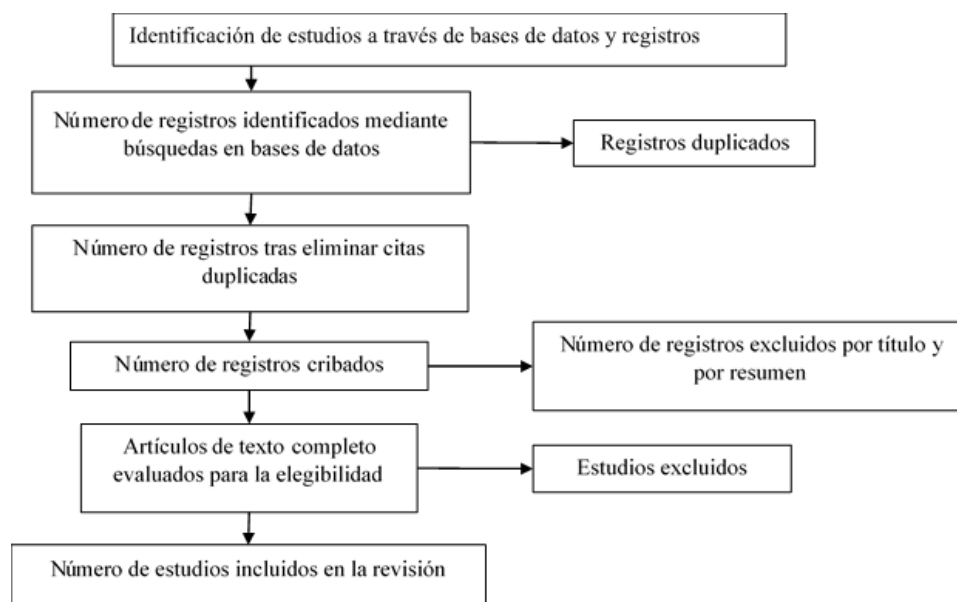 Identificación de estudios a través de bases de datos y registros
Número de registros identificados mediante
búsquedas en bases de datos
Registros duplicados
Número de registros tras eliminar citas
duplicadas
Número de registros cribados
Número de registros excluidos por título y
por resumen
Artículos de texto completo
evaluados para la elegibilidad
Estudios excluidos
Número de estudios incluidos en la revisión